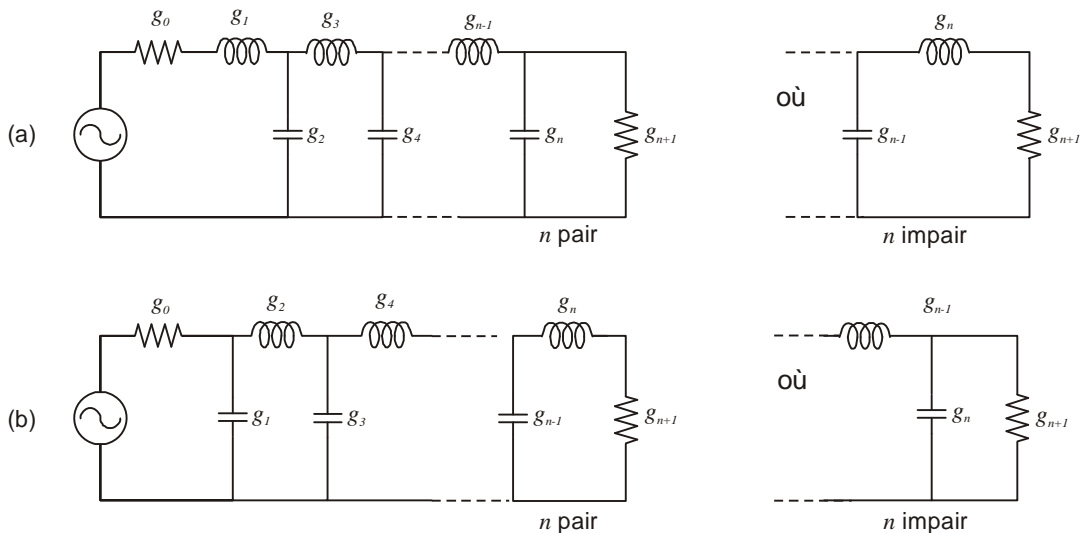 g0 g1 g3 gn-1 gn
où
(a) g2 g4 gn gn+1 gn-1 gn+1
n pair n impair
g0 g2 g4 gn gn-1
où
(b) g1 g3 gn-1 gn+1 gn gn+1
n pair n impair